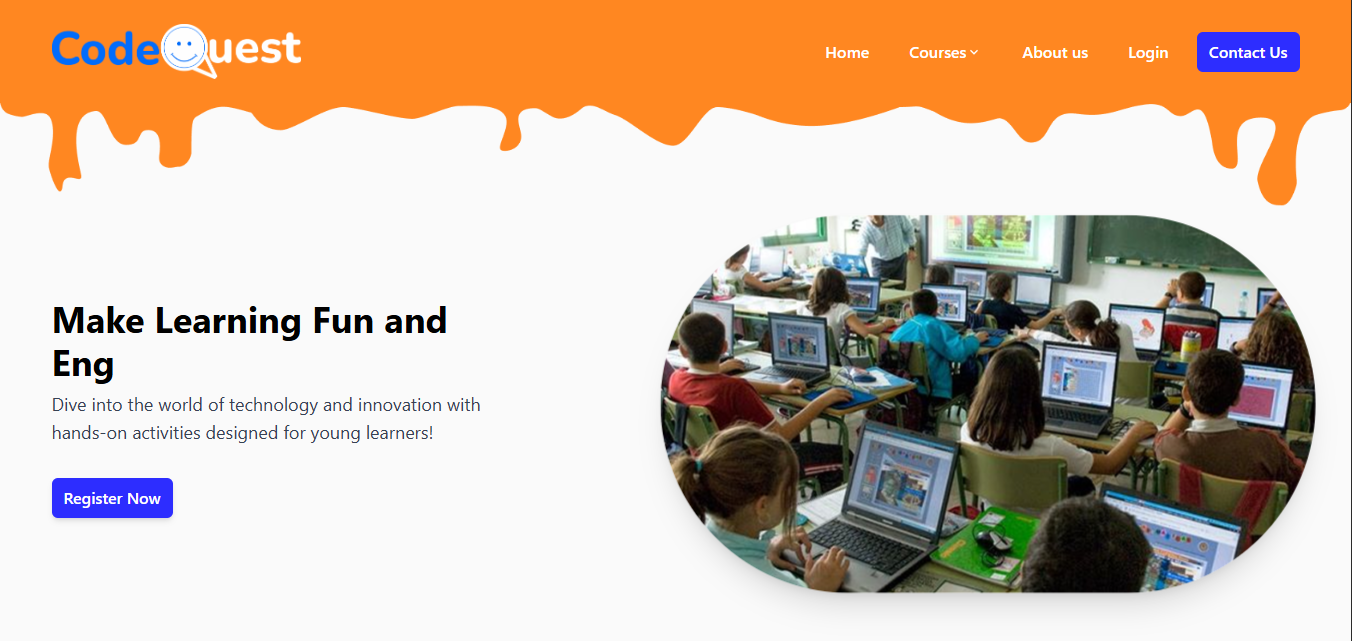 CodeQuest
Home Courses About us Login Contact Us
Make Learning Fun and
Eng
Dive into the world of technology and innovation with
hands-on activities designed for young learners!
Register Now